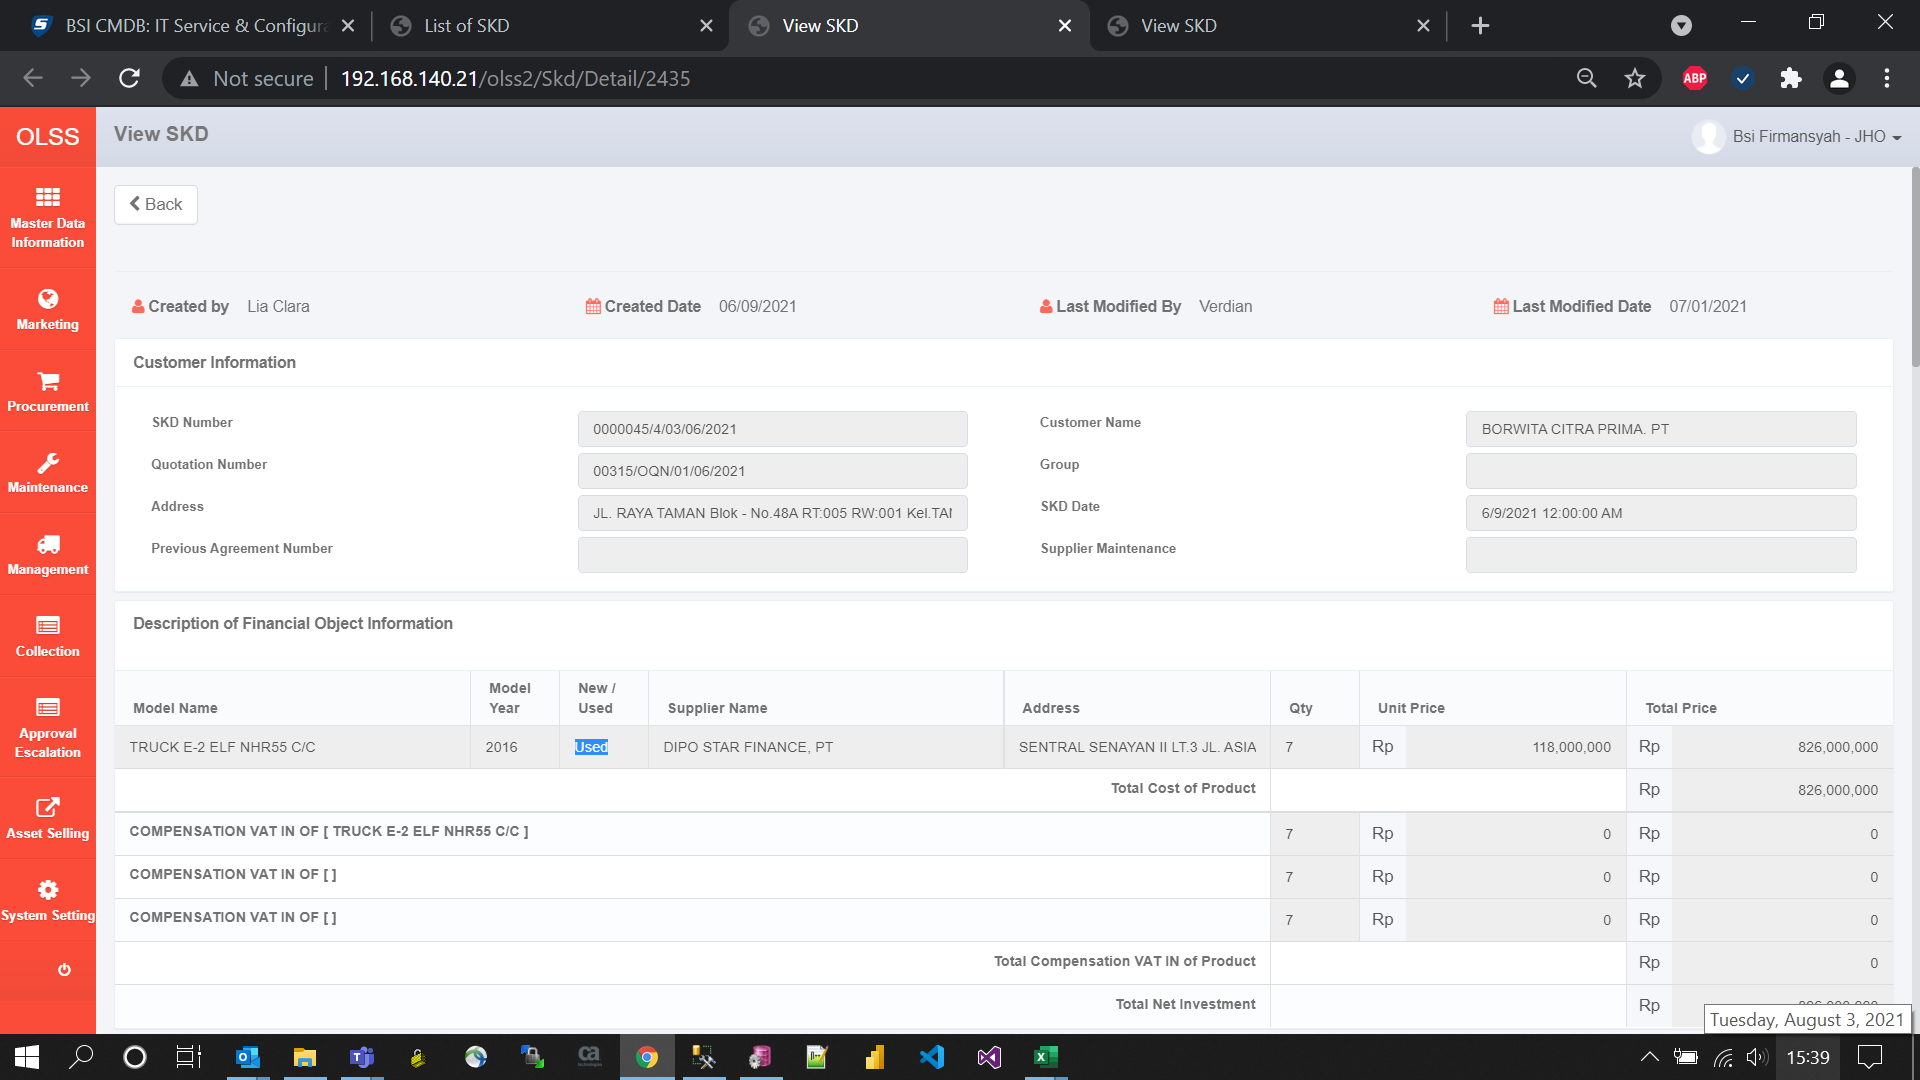 BSI CMDB: IT Service & Configura
List of SKD
View SKD
View SKD
Not secure
192.168.140.21/olss2/Skd/Detail/2435
ABP
OLSS
View SKD
Bsi Firmansyah - JHO
Back
Master Data
Information
Marketing
Procurement
Maintenance
Management
Collection
Approval
Escalation
Asset Selling
System Setting
Created by Lia Clara
Created Date 06/09/2021
Last Modified By Verdian
Last Modified Date 07/01/2021
Customer Information
SKD Number 0000045/4/03/06/2021
Customer Name BORWITA CITRA PRIMA. PT
Quotation Number 00315/OQN/01/06/2021
Group
Address JL. RAYA TAMAN Blok - No.48A RT:005 RW:001 Kel.TAM
SKD Date 6/9/2021 12:00:00 AM
Previous Agreement Number
Supplier Maintenance
Description of Financial Object Information
Model Name Model Year New / Used Supplier Name Address Qty Unit Price Total Price
TRUCK E-2 ELF NHR55 C/C 2016 Used DIPO STAR FINANCE, PT SENTRAL SENAYAN II LT.3 JL. ASIA 7 Rp 118,000,000 Rp 826,000,000
Total Cost of Product Rp 826,000,000
COMPENSATION VAT IN OF [ TRUCK E-2 ELF NHR55 C/C ] 7 Rp 0 Rp 0
COMPENSATION VAT IN OF [ ] 7 Rp 0 Rp 0
COMPENSATION VAT IN OF [ ] 7 Rp 0 Rp 0
Total Compensation VAT IN of Product Rp 0
Total Net Investment Rp
Tuesday, August 3, 2021
ca
15:39